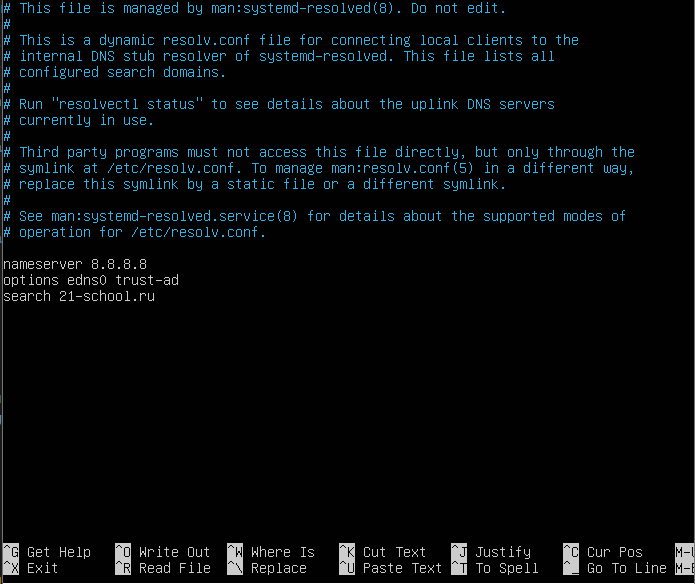 # This file is managed by man:systemd-resolved(8). Do not edit.
#
# This is a dynamic resolv.conf file for connecting local clients to the
# internal DNS stub resolver of systemd-resolved. This file lists all
# configured search domains.
#
# Run "resolvectl status" to see details about the uplink DNS servers
# currently in use.
#
# Third party programs must not access this file directly, but only through the
# symlink at /etc/resolv.conf. To manage man:resolv.conf(5) in a different way,
# replace this symlink by a static file or a different symlink.
#
# See man:systemd-resolved.service(8) for details about the supported modes of
# operation for /etc/resolv.conf.
nameserver 8.8.8.8
options edns0 trust-ad
search 21-school.ru
^G Get Help ^O Write Out ^W Where Is ^K Cut Text ^J Justify ^C Cur Pos
^X Exit ^R Read File ^\ Replace ^U Paste Text ^T To Spell ^_ Go To Line